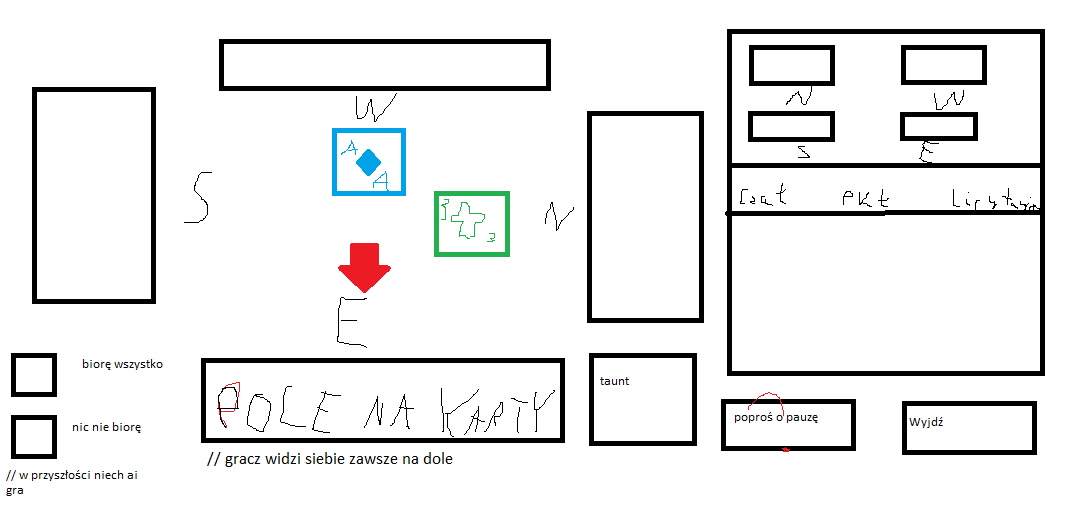 W
N
W
S
E
S
A
A
3
3
N
Czat
PKt
Licytacja
E
biorę wszystko
nic nie biorę
// w przyszłości niech ai
gra
POLE NA KARTY
// gracz widzi siebie zawsze na dole
taunt
poproś o pauzę
Wyjdź